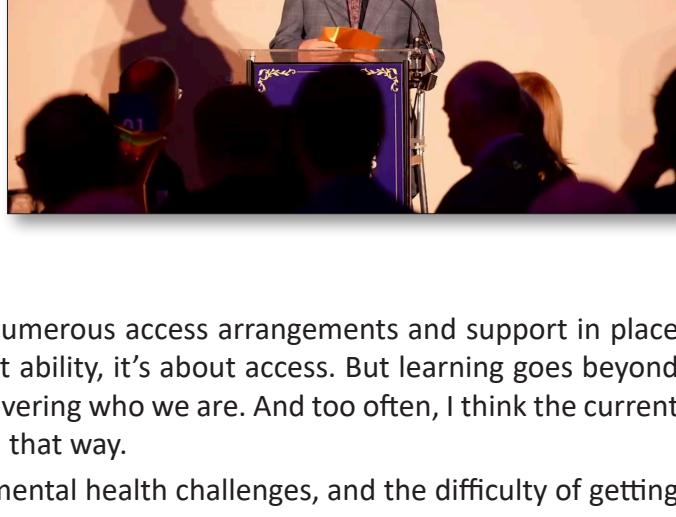 01
umerous access arrangements and support in place
t ability, it’s about access. But learning goes beyond
vering who we are. And too often, I think the current
that way.
mental health challenges, and the difficulty of getting